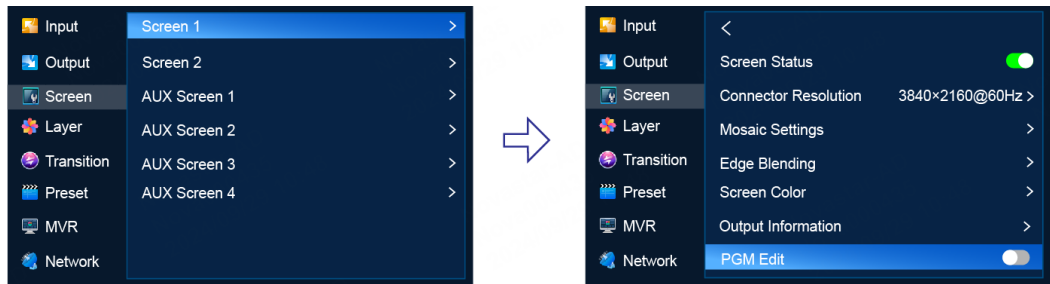 Input
Output
Screen
Layer
Transition
Preset
MVR
Network
Screen 1 >
Screen 2 >
AUX Screen 1 >
AUX Screen 2 >
AUX Screen 3 >
AUX Screen 4 >
Input
Output
Screen
Layer
Transition
Preset
MVR
Network
<
Screen Status
Connector Resolution 3840×2160@60Hz >
Mosaic Settings >
Edge Blending >
Screen Color >
Output Information >
PGM Edit